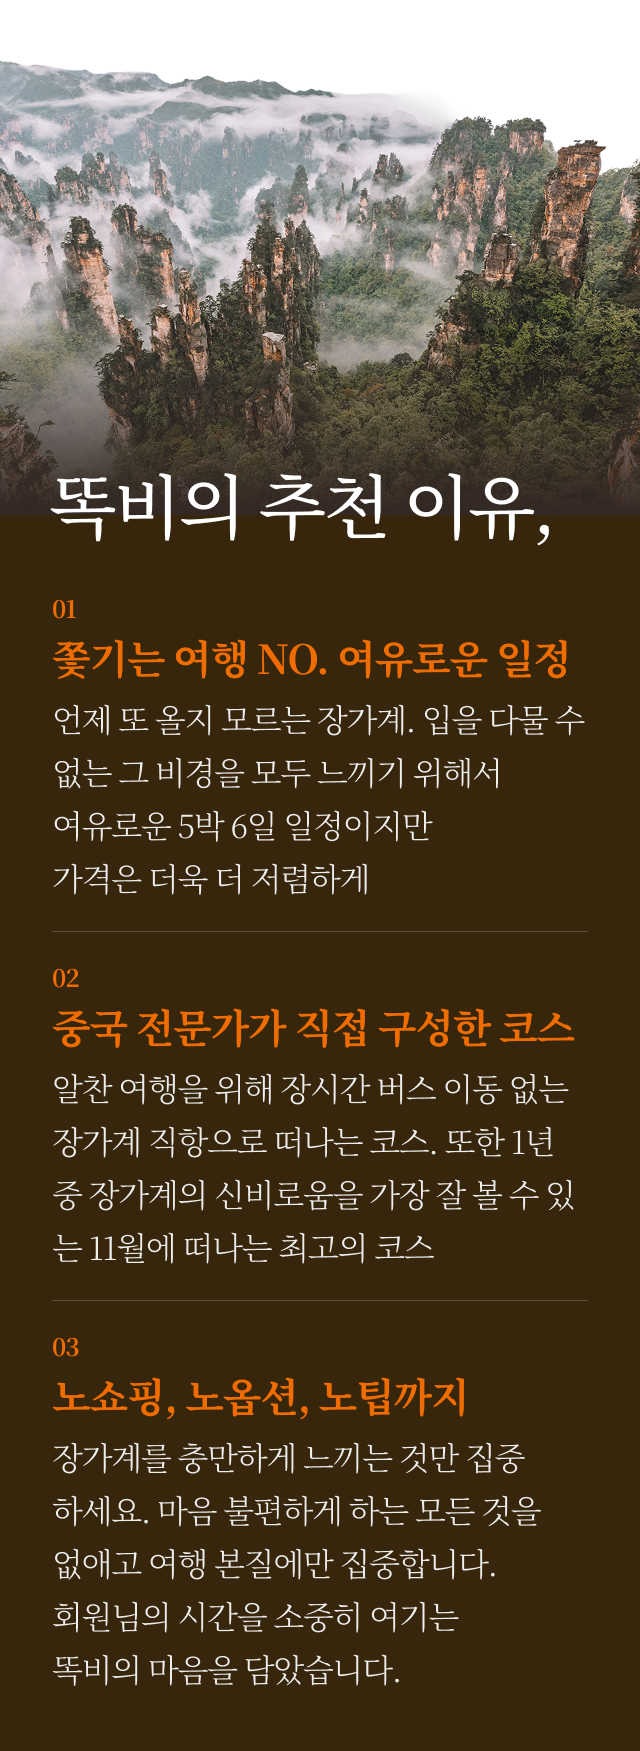 똑비의 추천 이유,
01
쫓기는 여행 NO. 여유로운 일정
언제 또 올지 모르는 장가계. 입을 다물 수
없는 그 비경을 모두 느끼기 위해서
여유로운 5박 6일 일정이지만
가격은 더욱 더 저렴하게
02
중국 전문가가 직접 구성한 코스
알찬 여행을 위해 장시간 버스 이동 없는
장가계 직항으로 떠나는 코스. 또한 1년
중 장가계의 신비로움을 가장 잘 볼 수 있
는 11월에 떠나는 최고의 코스
03
노쇼핑, 노옵션, 노팁까지
장가계를 충만하게 느끼는 것만 집중
하세요. 마음 불편하게 하는 모든 것을
없애고 여행 본질에만 집중합니다.
회원님의 시간을 소중히 여기는
똑비의 마음을 담았습니다.